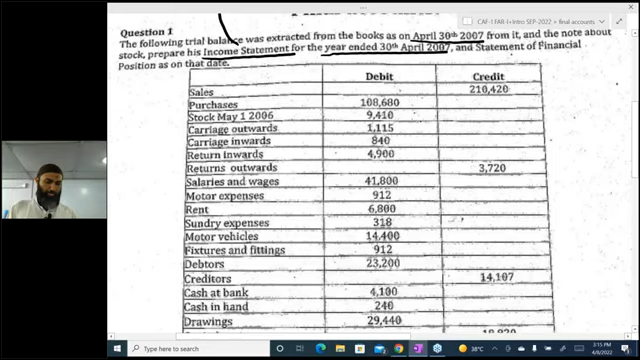 CAF-1 FAR-I+Intro SEP-2022 > final accounts
Question 1
The following trial balance was extracted from the books as on April 30th 2007 from it, and the note about
stock, prepare his Income Statement for the year ended 30th April 2007, and Statement of Financial
Position as on that date.
Debit Credit
Sales 210,420
Purchases 108,680
Stock May 1 2006 9,410
Carriage outwards 1,115
Carriage inwards 840
Return inwards 4,900
Returns outwards 3,720
Salaries and wages 41,800
Motor expenses 912
Rent 6,800
Sundry expenses 318
Motor vehicles 14,400
Fixtures and fittings 912
Debtors 23,200
Creditors 14,107
Cash at bank 4,100
Cash in hand 240
Drawings 29,440
Type here to search
38°C
3:15 PM
4/8/2022